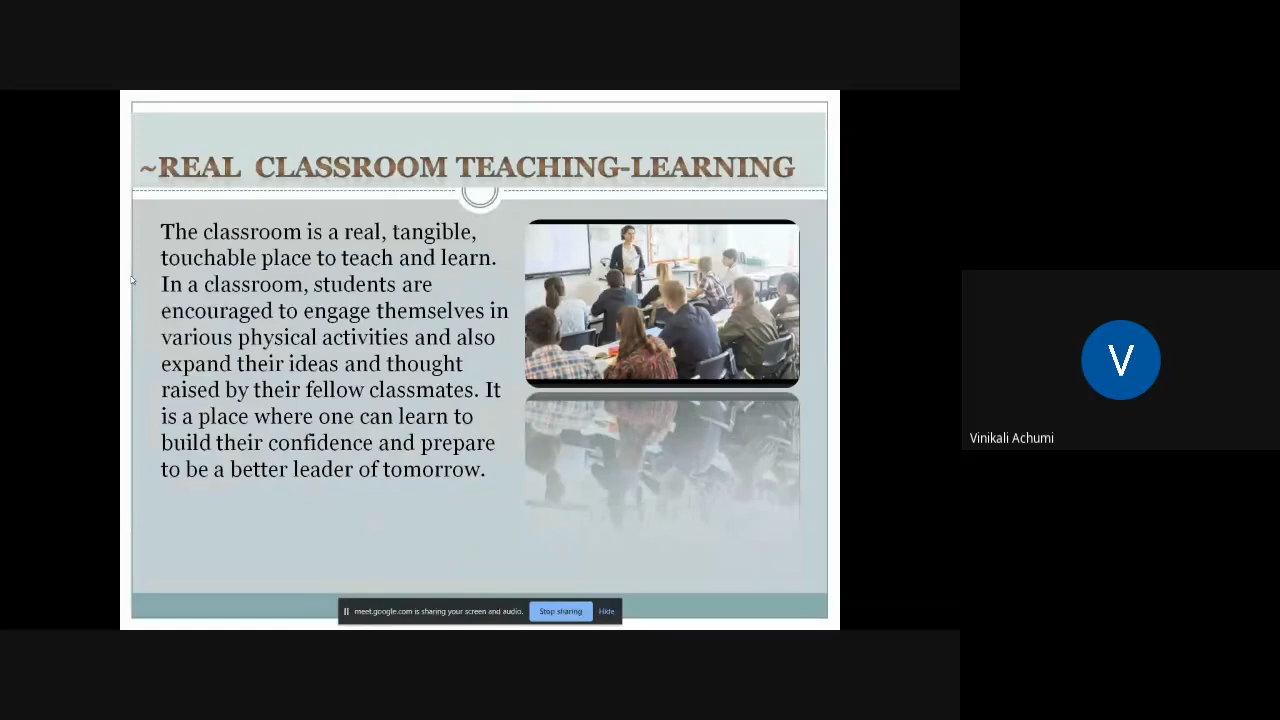 ~REAL CLASSROOM TEACHING-LEARNING
The classroom is a real, tangible,
touchable place to teach and learn.
In a classroom, students are
encouraged to engage themselves in
various physical activities and also
expand their ideas and thought
raised by their fellow classmates. It
is a place where one can learn to
build their confidence and prepare
to be a better leader of tomorrow.
meet.google.com is sharing your screen and audio. Stop sharing Hide
V
Vinikali Achumi